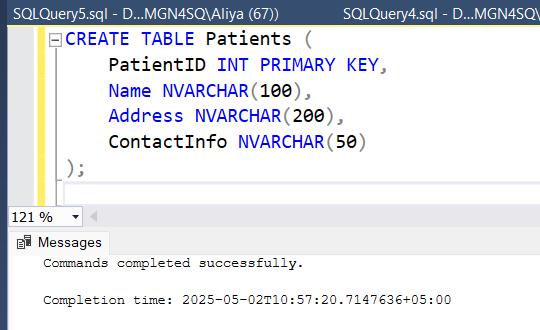 SQLQuery5.sql - D...MGN4SQ\Aliya (67)) SQLQuery4.sql - D...MGN4SQ\
CREATE TABLE Patients (
PatientID INT PRIMARY KEY,
Name NVARCHAR(100),
Address NVARCHAR(200),
ContactInfo NVARCHAR(50)
);
121 %
Messages
Commands completed successfully.
Completion time: 2025-05-02T10:57:20.7147636+05:00